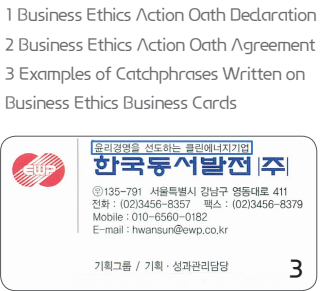 1 Business Ethics Action Oath Declaration
2 Business Ethics Action Oath Agreement
3 Examples of Catchphrases Written on
Business Ethics Business Cards
윤리경영을 선도하는 클린에너지기업
EWP 한국동서발전|주|
㉾135-791 서울특별시 강남구 영동대로 411
전화 : (02)3456-8357 팩스 : (02)3456-8379
Mobile : 010-6560-0182
E-mail : hwansun@ewp.co.kr
기획그룹 / 기획 · 성과관리담당
3